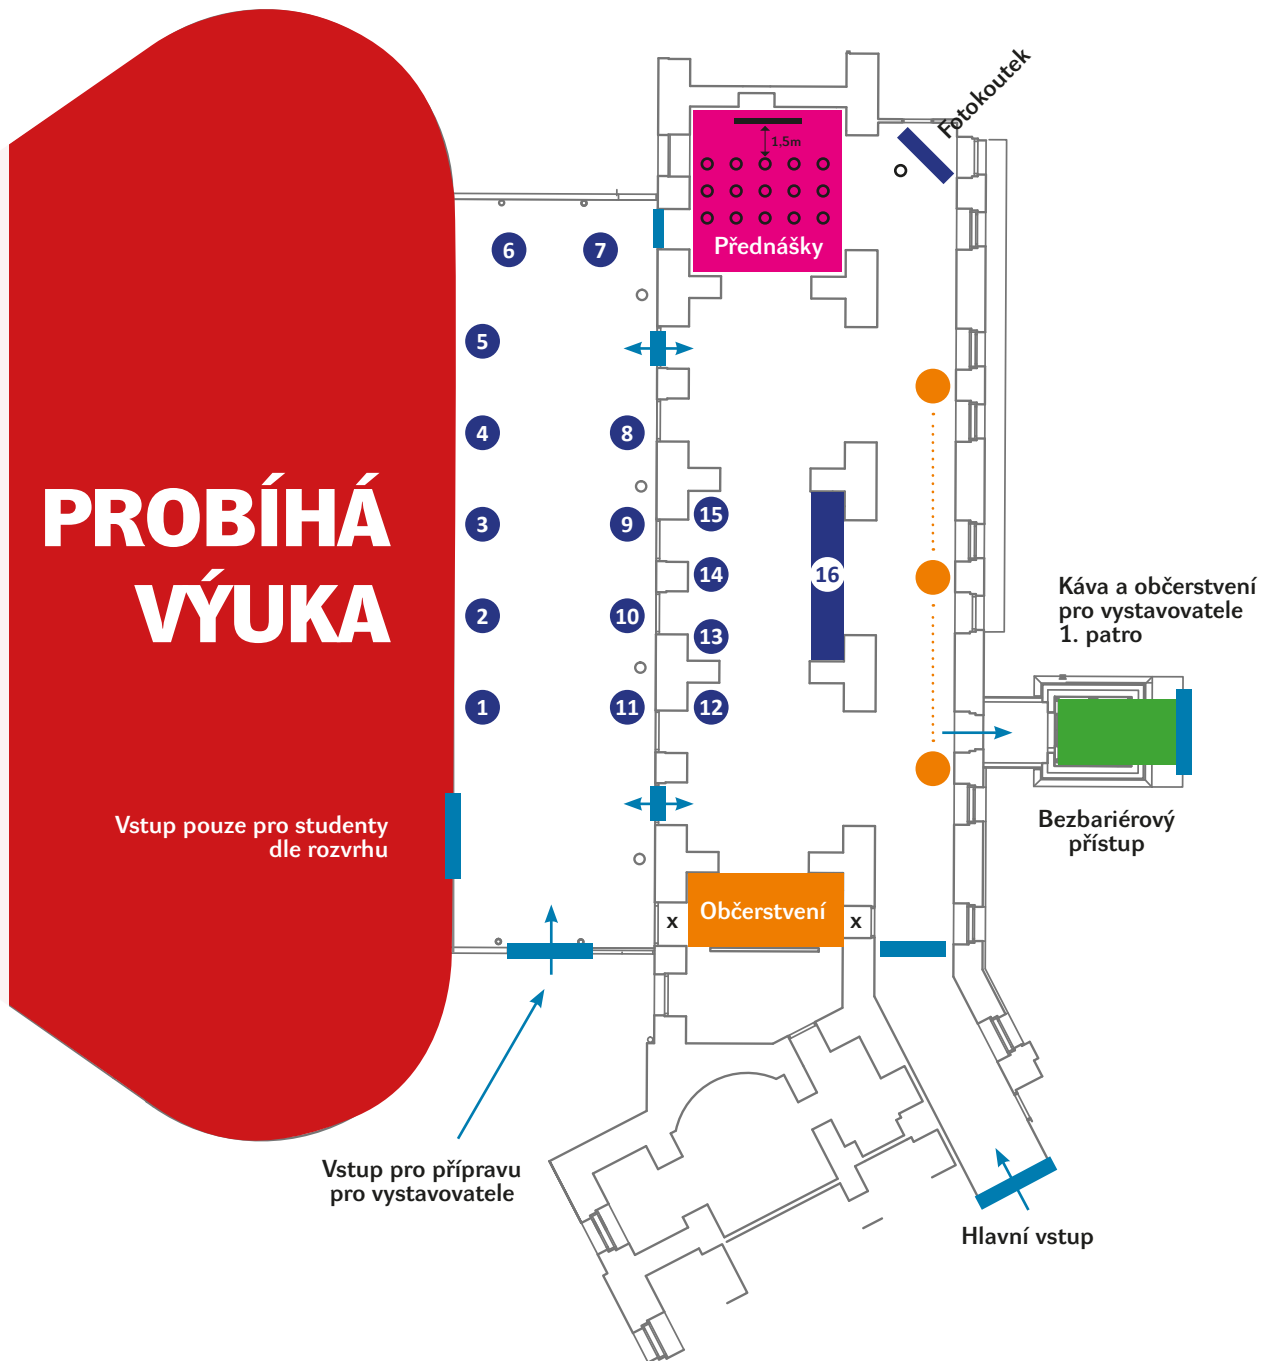 Fotokoutek
1,5m
Přednášky
6
7
5
4
8
3
9
15
2
10
14
16
13
1
11
12
PROBÍHÁ
VÝUKA
Káva a občerstvení
pro vystavovatele
1. patro
Bezbariérový
přístup
Vstup pouze pro studenty
dle rozvrhu
x
Občerstvení
x
Vstup pro přípravu
pro vystavovatele
Hlavní vstup